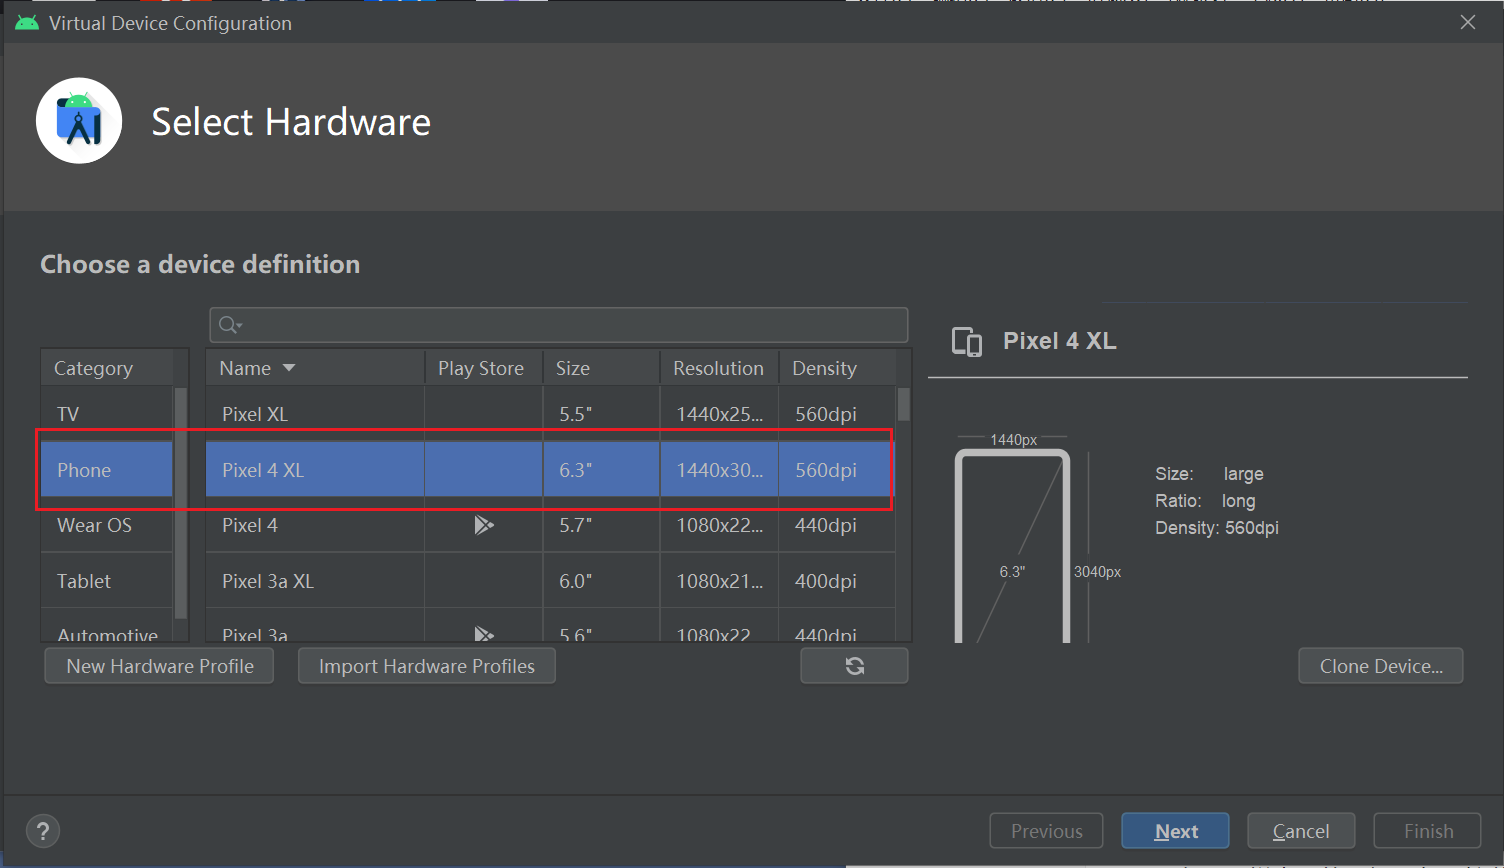 Virtual Device Configuration
Select Hardware
Choose a device definition
Category
Name Play Store Size Resolution Density
TV
Pixel XL 5.5" 1440x25... 560dpi
Phone
Pixel 4 XL 6.3" 1440x30... 560dpi
Wear OS
Pixel 4 5.7" 1080x22... 440dpi
Tablet
Pixel 3a XL 6.0" 1080x21... 400dpi
Automotive
Pixel 3a 5.6" 1080x22 440dpi
New Hardware Profile Import Hardware Profiles
Pixel 4 XL
1440px
6.3"
3040px
Size: large
Ratio: long
Density: 560dpi
Clone Device...
? Previous Next Cancel Finish